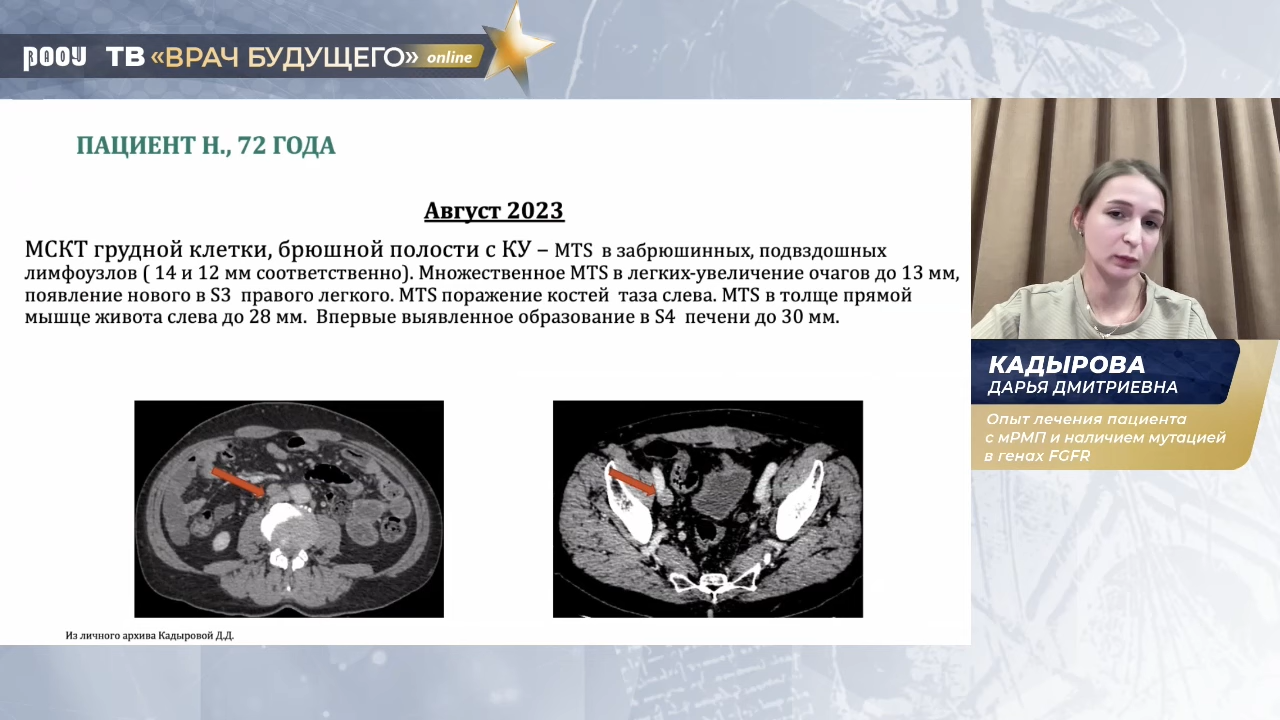 РООУ ТВ «ВРАЧ БУДУЩЕГО» online
ПАЦИЕНТ Н., 72 ГОДА
Август 2023
МСКТ грудной клетки, брюшной полости с КУ – MTS в забрюшинных, подвздошных
лимфоузлов ( 14 и 12 мм соответственно). Множественное MTS в легких-увеличение очагов до 13 мм,
появление нового в S3 правого легкого. MTS поражение костей таза слева. MTS в толще прямой
мышце живота слева до 28 мм. Впервые выявленное образование в S4 печени до 30 мм.
Из личного архива Кадыровой Д.Д.
КАДЫРОВА
ДАРЬЯ ДМИТРИЕВНА
Опыт лечения пациента
с мРМП и наличием мутацией
в генах FGFR